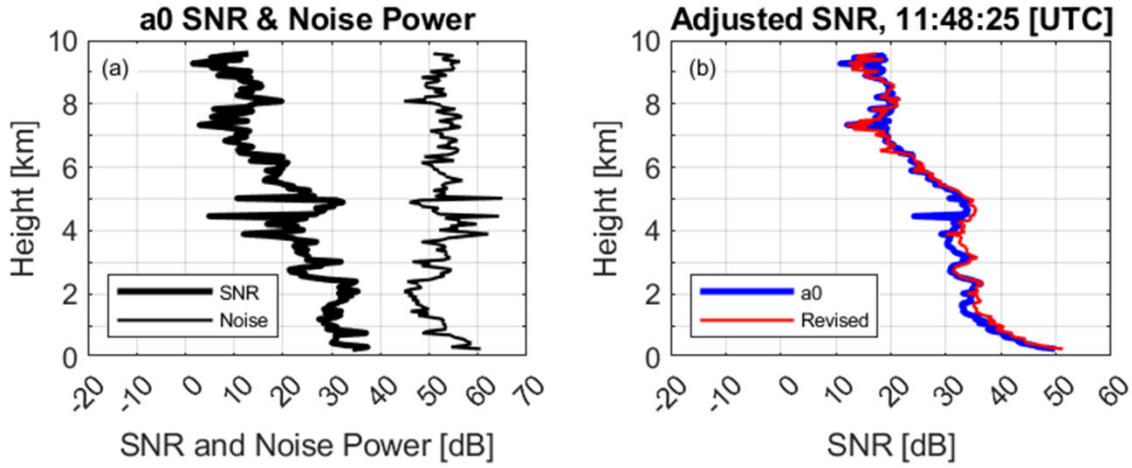 a0 SNR & Noise Power
(a)
10
8
6
4
2
0
Height [km]
SNR
Noise
-20
-10
0
10
20
30
40
50
60
70
SNR and Noise Power [dB]
Adjusted SNR, 11:48:25 [UTC]
(b)
10
8
6
4
2
0
Height [km]
a0
Revised
-20
-10
0
10
20
30
40
50
60
SNR [dB]